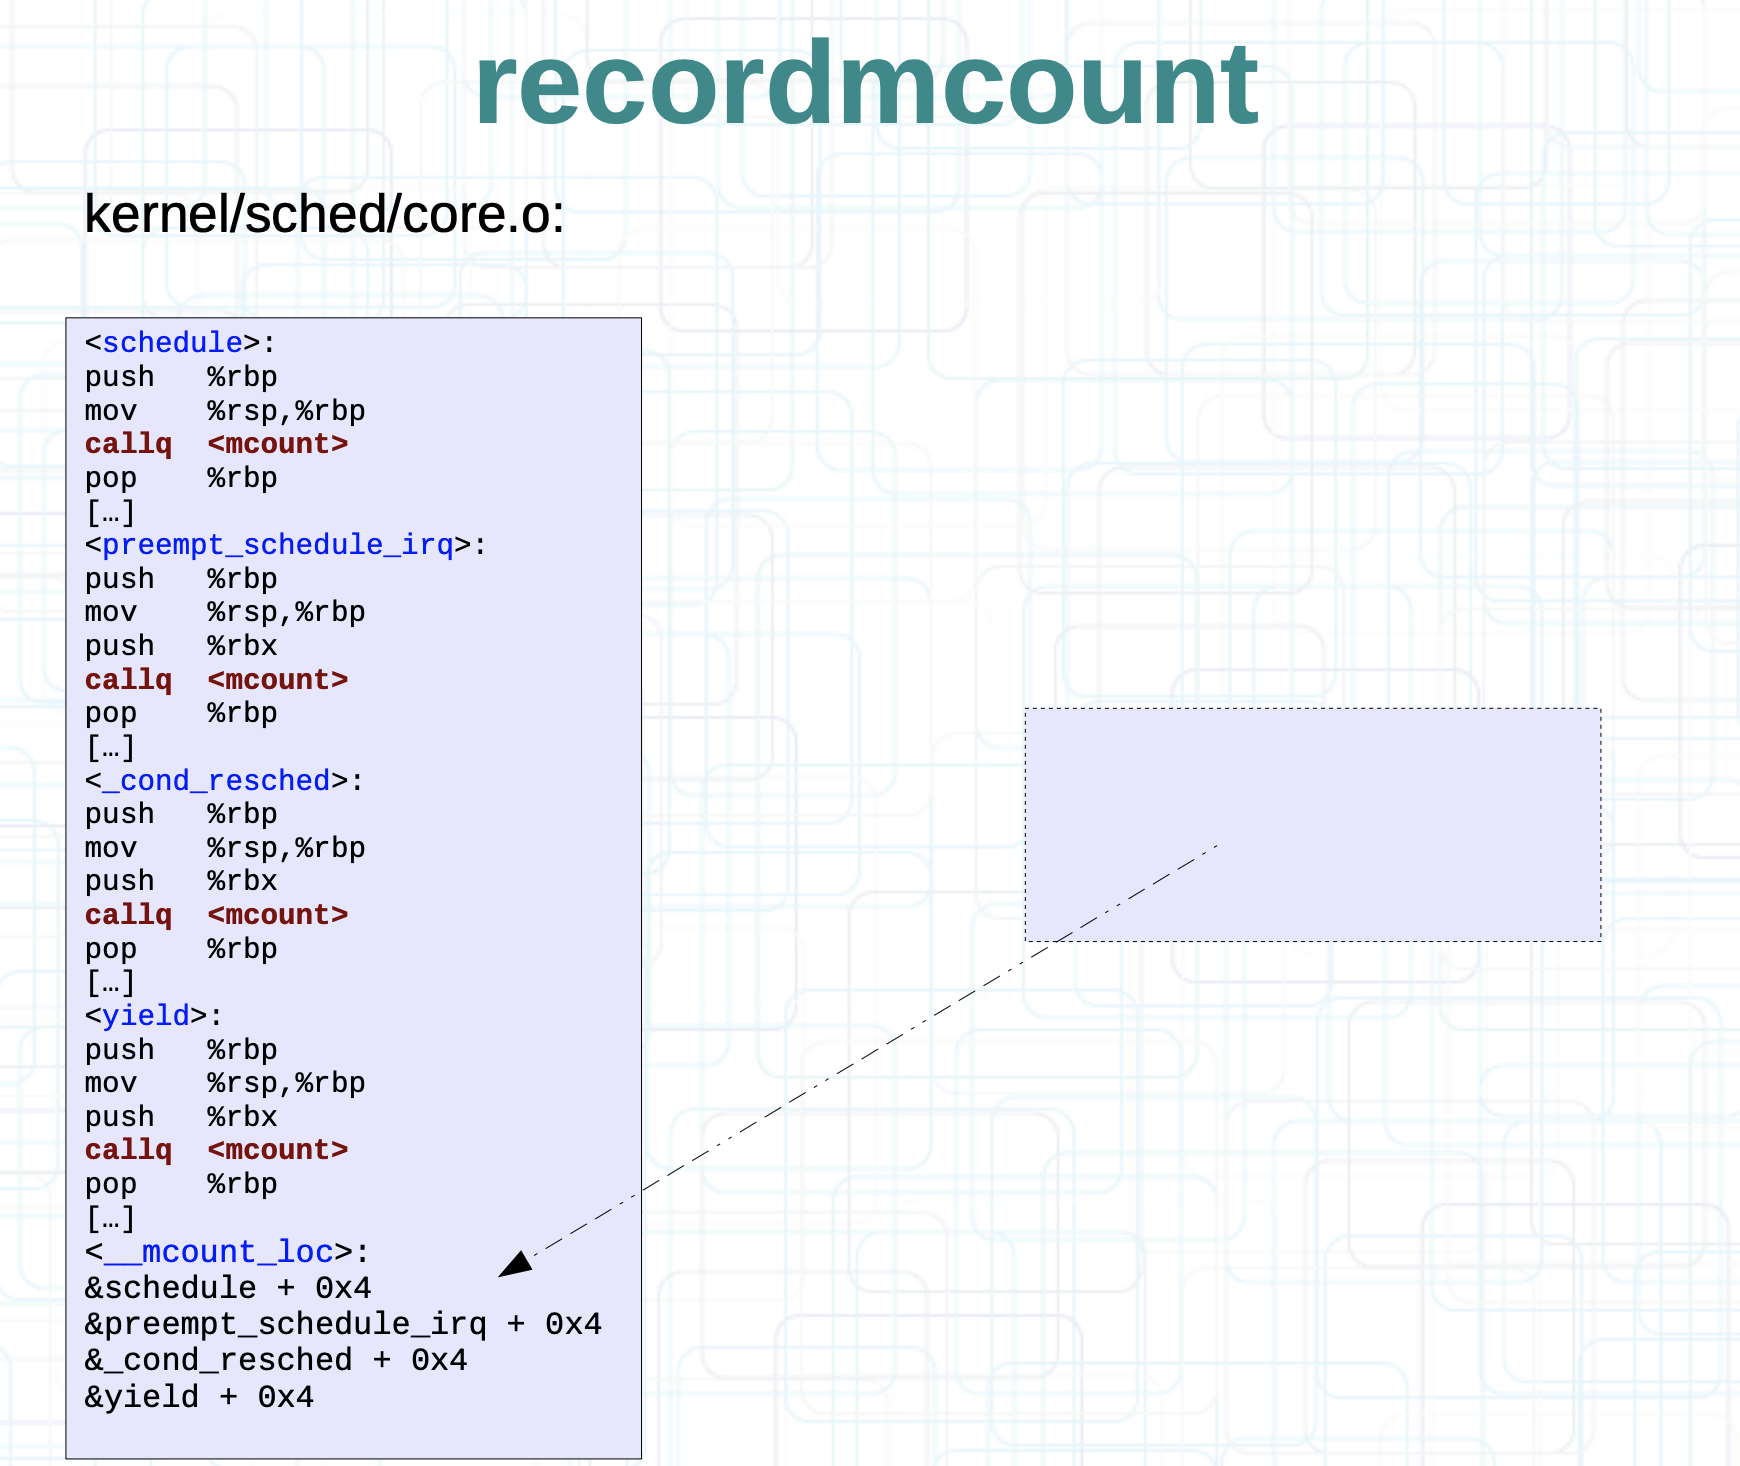 recordmcount
kernel/sched/core.o:
<schedule>:
push   %rbp
mov    %rsp,%rbp
callq  <mcount>
pop    %rbp
[…]
<preempt_schedule_irq>:
push   %rbp
mov    %rsp,%rbp
push   %rbx
callq  <mcount>
pop    %rbp
[…]
<_cond_resched>:
push   %rbp
mov    %rsp,%rbp
push   %rbx
callq  <mcount>
pop    %rbp
[…]
<yield>:
push   %rbp
mov    %rsp,%rbp
push   %rbx
callq  <mcount>
pop    %rbp
[…]
<__mcount_loc>:
&schedule + 0x4
&preempt_schedule_irq + 0x4
&_cond_resched + 0x4
&yield + 0x4